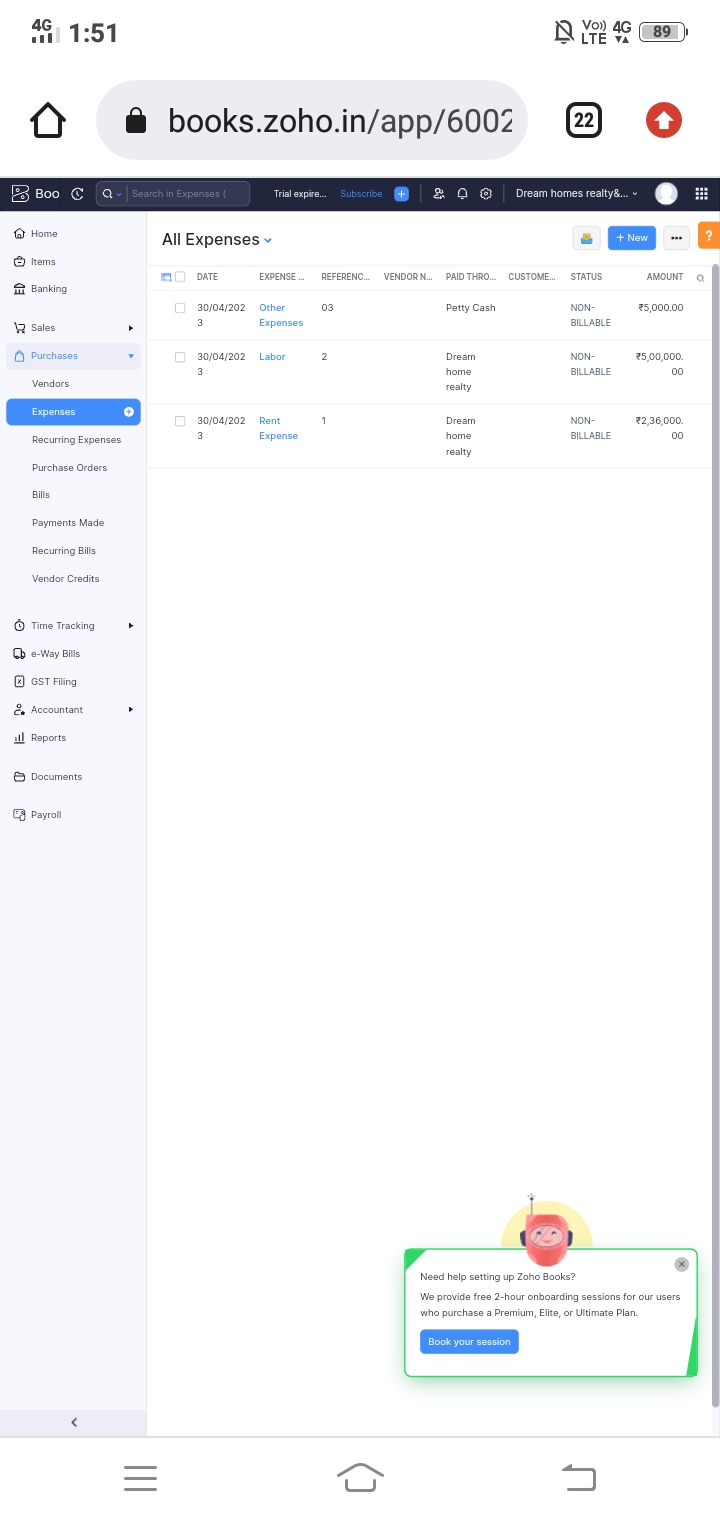 4G 1:51 Vo)) LTE 4G 89
books.zoho.in/app/6002
22
Boo Search in Expenses ( Trial expire... Subscribe Dream homes realty&...
Home
Items
Banking
Sales
Purchases
Vendors
Expenses
Recurring Expenses
Purchase Orders
Bills
Payments Made
Recurring Bills
Vendor Credits
Time Tracking
e-Way Bills
GST Filing
Accountant
Reports
Documents
Payroll
All Expenses
+ New
?
DATE EXPENSE ... REFERENC... VENDOR N... PAID THRO... CUSTOME... STATUS AMOUNT
30/04/202 Other 03 Petty Cash NON- ₹5,000.00
3 Expenses BILLABLE
30/04/202 Labor 2 Dream NON- ₹5,00,000.
3 home BILLABLE 00
realty
30/04/202 Rent 1 Dream NON- ₹2,36,000.
3 Expense home BILLABLE 00
realty
Need help setting up Zoho Books?
We provide free 2-hour onboarding sessions for our users
who purchase a Premium, Elite, or Ultimate Plan.
Book your session